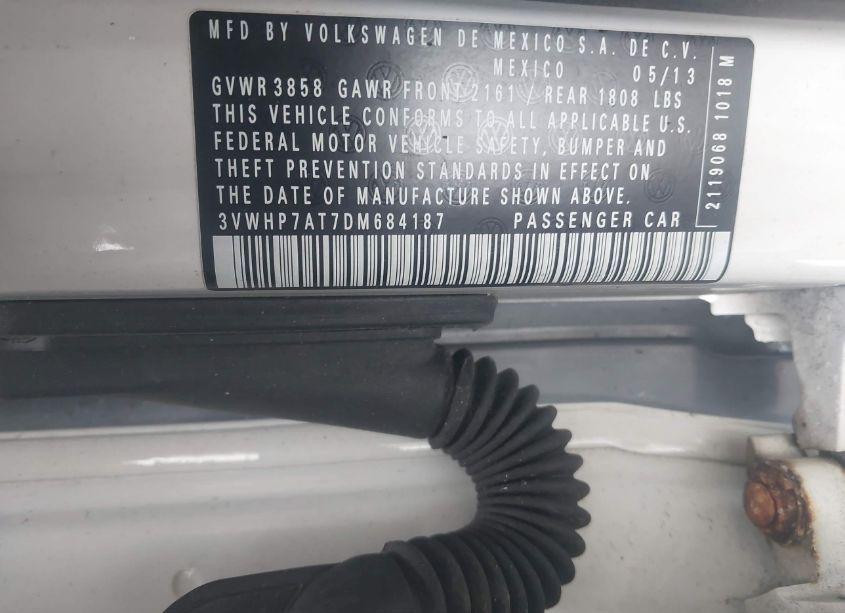 MFD BY VOLKSWAGEN DE MEXICO S.A. DE C.V.
MEXICO 05/13
GVWR 3858 GAWR FRONT 2161 / REAR 1808 LBS
THIS VEHICLE CONFORMS TO ALL APPLICABLE U.S.
FEDERAL MOTOR VEHICLE SAFETY, BUMPER AND
THEFT PREVENTION STANDARDS IN EFFECT ON
THE DATE OF MANUFACTURE SHOWN ABOVE.
3VWHP7AT7DM684187 PASSENGER CAR
2119068 1018 M